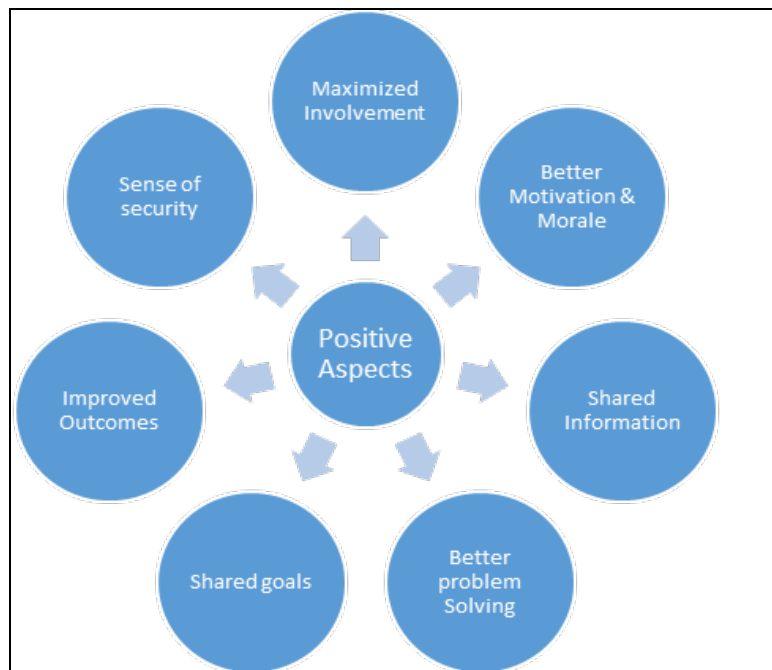 Maximized
Involvement
Better
Motivation &
Morale
Sense of
security
Positive
Aspects
Shared
Information
Improved
Outcomes
Better
problem
Solving
Shared goals